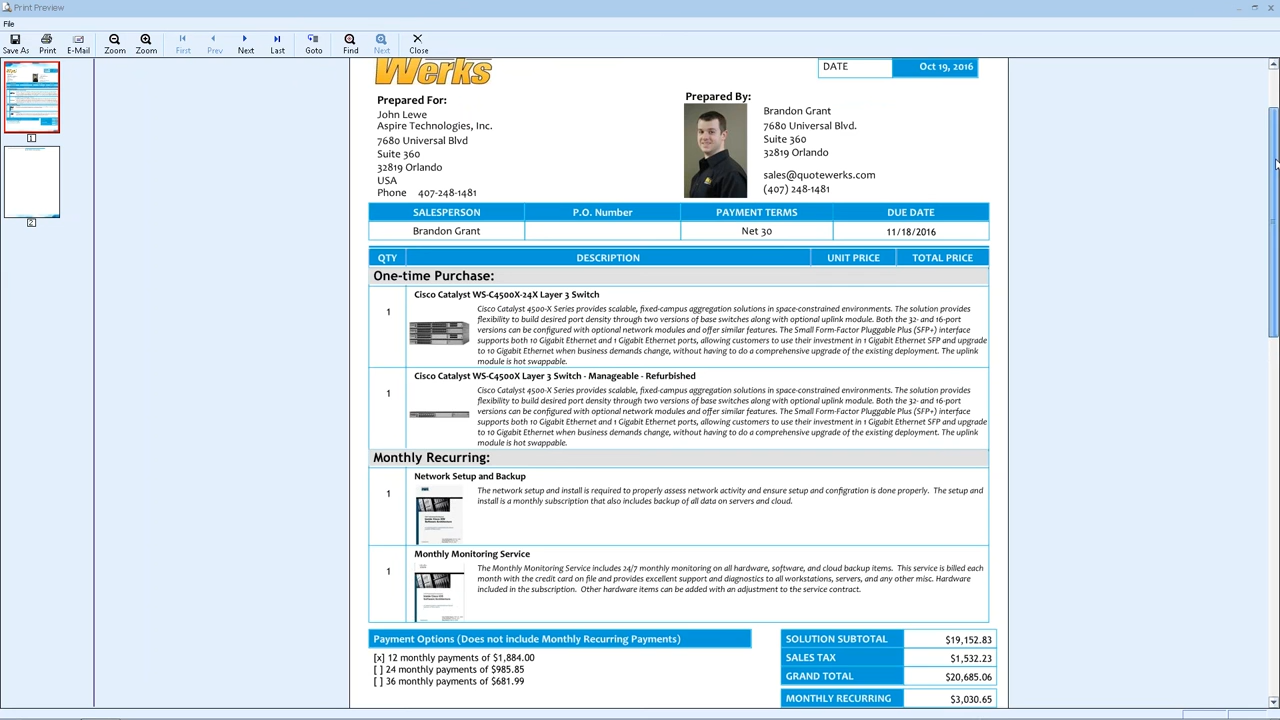 Print Preview
File
Save As Print E-Mail Zoom Zoom First Prev Next Last Goto Find Next Close
Werks
DATE Oct 19, 2016
Prepared For:
John Lewe
Aspire Technologies, Inc.
7680 Universal Blvd
Suite 360
32819 Orlando
USA
Phone 407-248-1481
Prepared By:
Brandon Grant
7680 Universal Blvd.
Suite 360
32819 Orlando
sales@quotewerks.com
(407) 248-1481
SALESPERSON P.O. Number PAYMENT TERMS DUE DATE
Brandon Grant Net 30 11/18/2016
QTY DESCRIPTION UNIT PRICE TOTAL PRICE
One-time Purchase:
Cisco Catalyst WS-C4500X-24X Layer 3 Switch
1
Cisco Catalyst 4500-X Series provides scalable, fixed-campus aggregation solutions in space-constrained environments. The solution provides
flexibility to build desired port density through two versions of base switches along with optional uplink module. Both the 32- and 16-port
versions can be configured with optional network modules and offer similar features. The Small Form-Factor Pluggable Plus (SFP+) interface
supports both 10 Gigabit Ethernet and 1 Gigabit Ethernet ports, allowing customers to use their investment in 1 Gigabit Ethernet SFP and upgrade
to 10 Gigabit Ethernet when business demands change, without having to do a comprehensive upgrade of the existing deployment. The uplink
module is hot swappable.
Cisco Catalyst WS-C4500X Layer 3 Switch - Manageable - Refurbished
1
Cisco Catalyst 4500-X Series provides scalable, fixed-campus aggregation solutions in space-constrained environments. The solution provides
flexibility to build desired port density through two versions of base switches along with optional uplink module. Both the 32- and 16-port
versions can be configured with optional network modules and offer similar features. The Small Form-Factor Pluggable Plus (SFP+) interface
supports both 10 Gigabit Ethernet and 1 Gigabit Ethernet ports, allowing customers to use their investment in 1 Gigabit Ethernet SFP and upgrade
to 10 Gigabit Ethernet when business demands change, without having to do a comprehensive upgrade of the existing deployment. The uplink
module is hot swappable.
Monthly Recurring:
Network Setup and Backup
1
The network setup and install is required to properly assess network activity and ensure setup and configration is done properly. The setup and
install is a monthly subscription that also includes backup of all data on servers and cloud.
Monthly Monitoring Service
1
The Monthly Monitoring Service includes 24/7 monthly monitoring on all hardware, software, and cloud backup items. This service is billed each
month with the credit card on file and provides excellent support and diagnostics to all workstations, servers, and any other misc. Hardware
included in the subscription. Other hardware items can be added with an adjustment to the service contract.
Payment Options (Does not include Monthly Recurring Payments)
[x] 12 monthly payments of $1,884.00
[ ] 24 monthly payments of $985.85
[ ] 36 monthly payments of $681.99
SOLUTION SUBTOTAL $19,152.83
SALES TAX $1,532.23
GRAND TOTAL $20,685.06
MONTHLY RECURRING $3,030.65
1
2